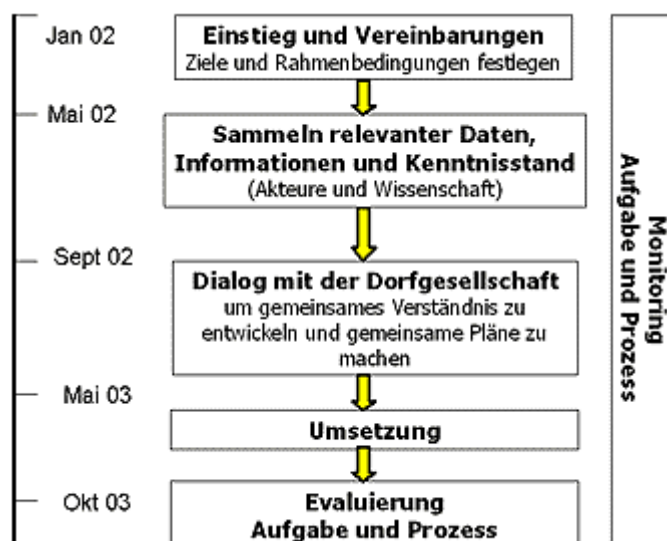 Jan 02
Einstieg und Vereinbarungen
Ziele und Rahmenbedingungen festlegen
Mai 02
Sammeln relevanter Daten,
Informationen und Kenntnisstand
(Akteure und Wissenschaft)
Sept 02
Dialog mit der Dorfgesellschaft
um gemeinsames Verständnis zu
entwickeln und gemeinsame Pläne zu
machen
Mai 03
Umsetzung
Okt 03
Evaluierung
Aufgabe und Prozess
Monitoring
Aufgabe und Prozess